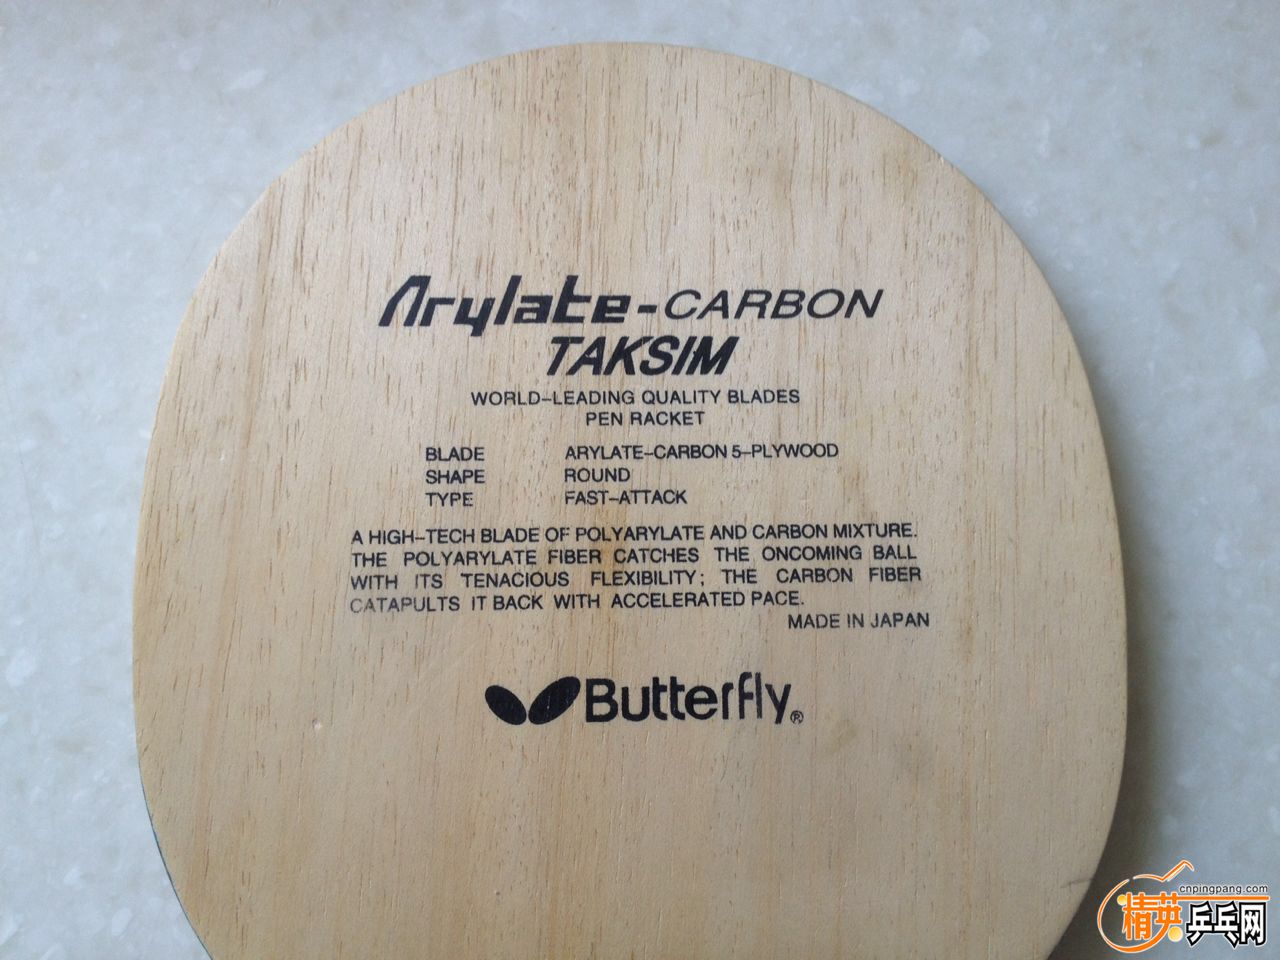 Arylate-CARBON
TAKSIM
WORLD-LEADING QUALITY BLADES
PEN RACKET
BLADE ARYLATE-CARBON 5-PLYWOOD
SHAPE ROUND
TYPE FAST-ATTACK
A HIGH-TECH BLADE OF POLYARYLATE AND CARBON MIXTURE.
THE POLYARYLATE FIBER CATCHES THE ONCOMING BALL
WITH ITS TENACIOUS FLEXIBILITY; THE CARBON FIBER
CATAPULTS IT BACK WITH ACCELERATED PACE.
MADE IN JAPAN
Butterfly®
cnpingpang.com
精英乒乓网